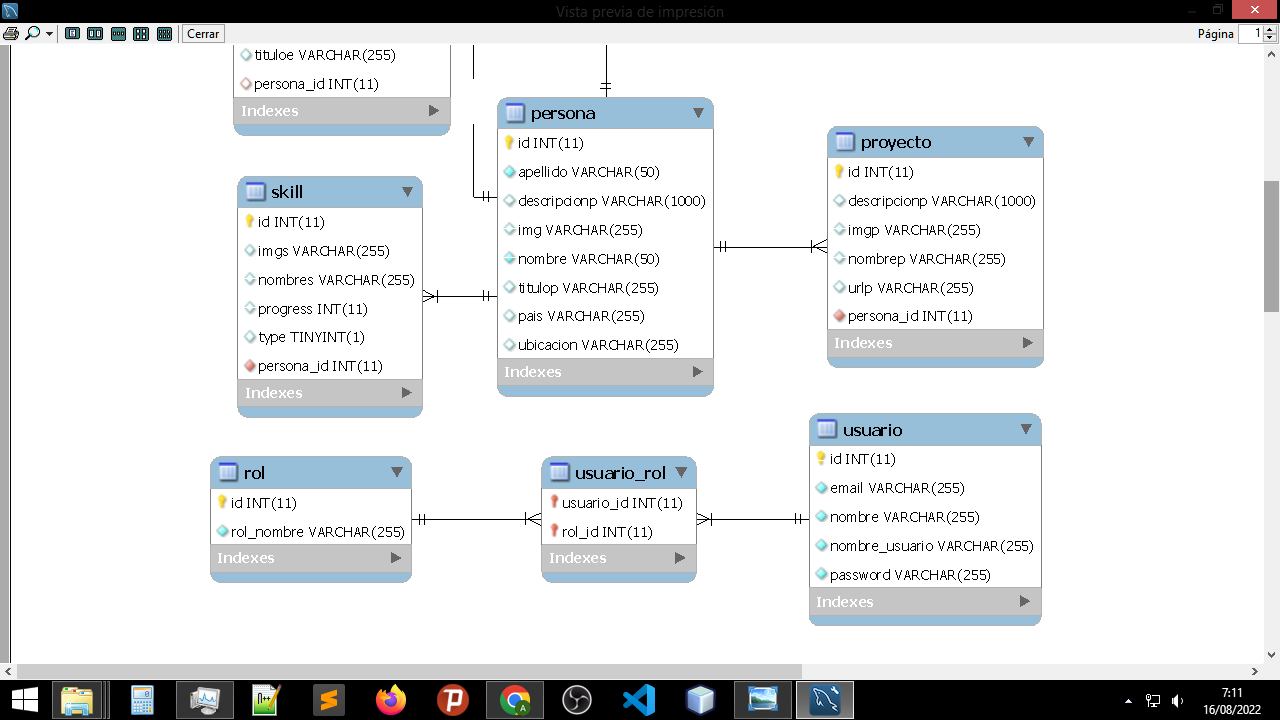 Vista previa de impresión
Cerrar
Página 1
tituloe VARCHAR(255)
persona_id INT(11)
Indexes
persona
id INT(11)
apellido VARCHAR(50)
descripcionp VARCHAR(1000)
img VARCHAR(255)
nombre VARCHAR(50)
titulop VARCHAR(255)
pais VARCHAR(255)
ubicacion VARCHAR(255)
Indexes
proyecto
id INT(11)
descripcionp VARCHAR(1000)
imgp VARCHAR(255)
nombrep VARCHAR(255)
urlp VARCHAR(255)
persona_id INT(11)
Indexes
skill
id INT(11)
imgs VARCHAR(255)
nombres VARCHAR(255)
progress INT(11)
type TINYINT(1)
persona_id INT(11)
Indexes
rol
id INT(11)
rol_nombre VARCHAR(255)
Indexes
usuario_rol
usuario_id INT(11)
rol_id INT(11)
Indexes
usuario
id INT(11)
email VARCHAR(255)
nombre VARCHAR(255)
nombre_usuario VARCHAR(255)
password VARCHAR(255)
Indexes
7:11
16/08/2022